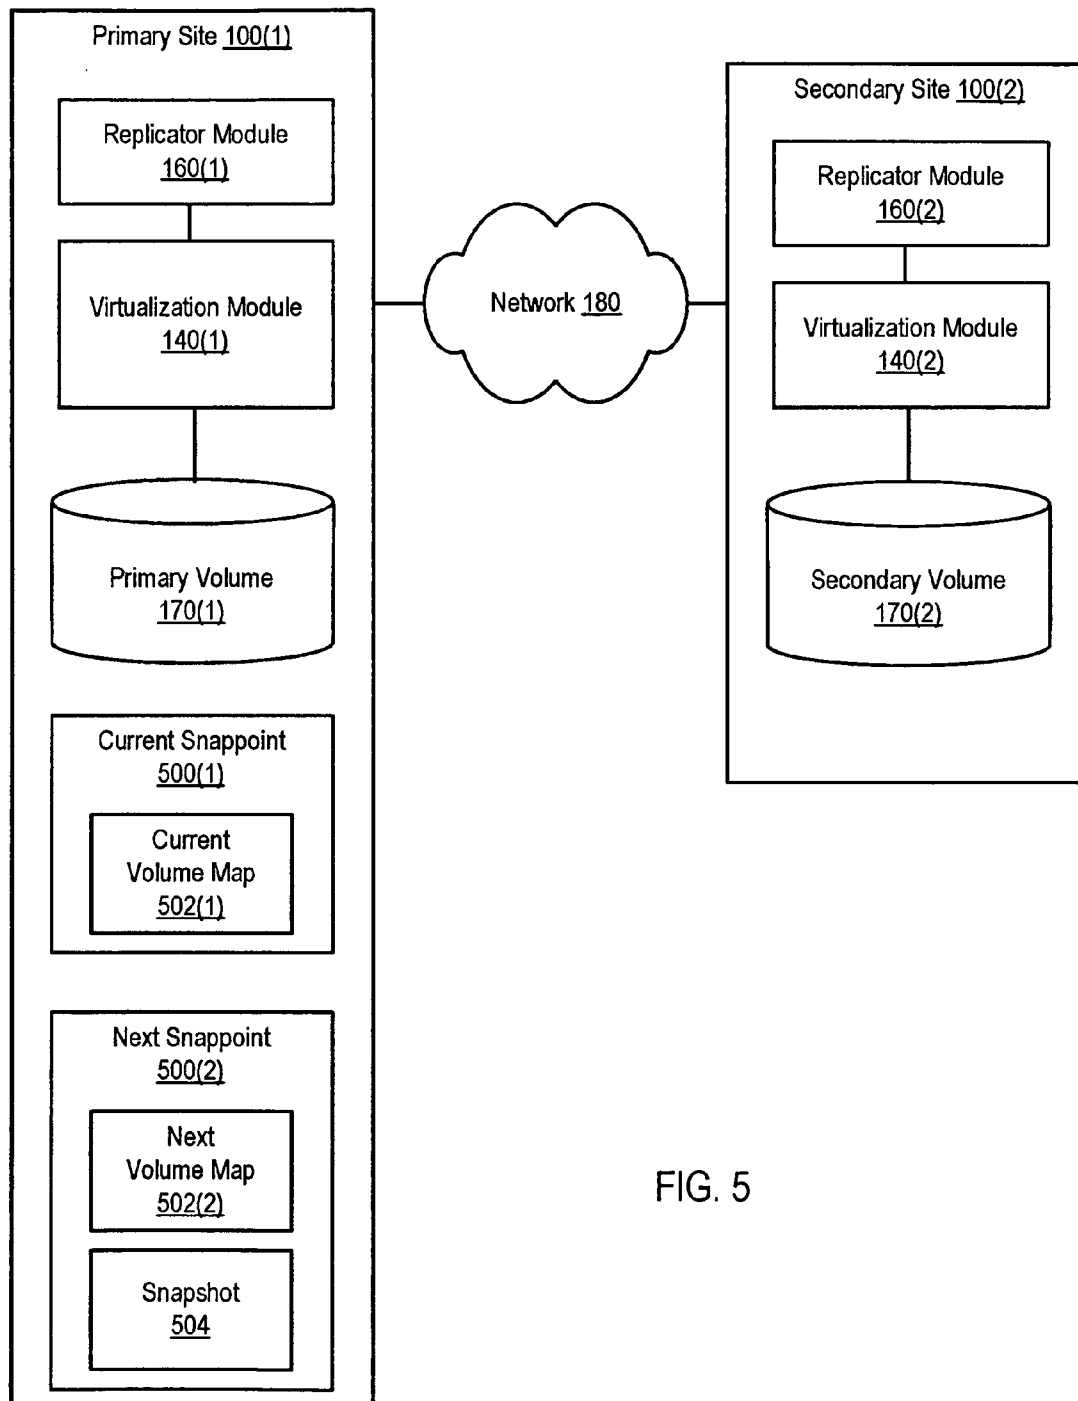 Primary Site 100(1)
Replicator Module
160(1)
Virtualization Module
140(1)
Primary Volume
170(1)
Current Snappoint
500(1)
Current
Volume Map
502(1)
Next Snappoint
500(2)
Next
Volume Map
502(2)
Snapshot
504
Network 180
Secondary Site 100(2)
Replicator Module
160(2)
Virtualization Module
140(2)
Secondary Volume
170(2)
FIG. 5